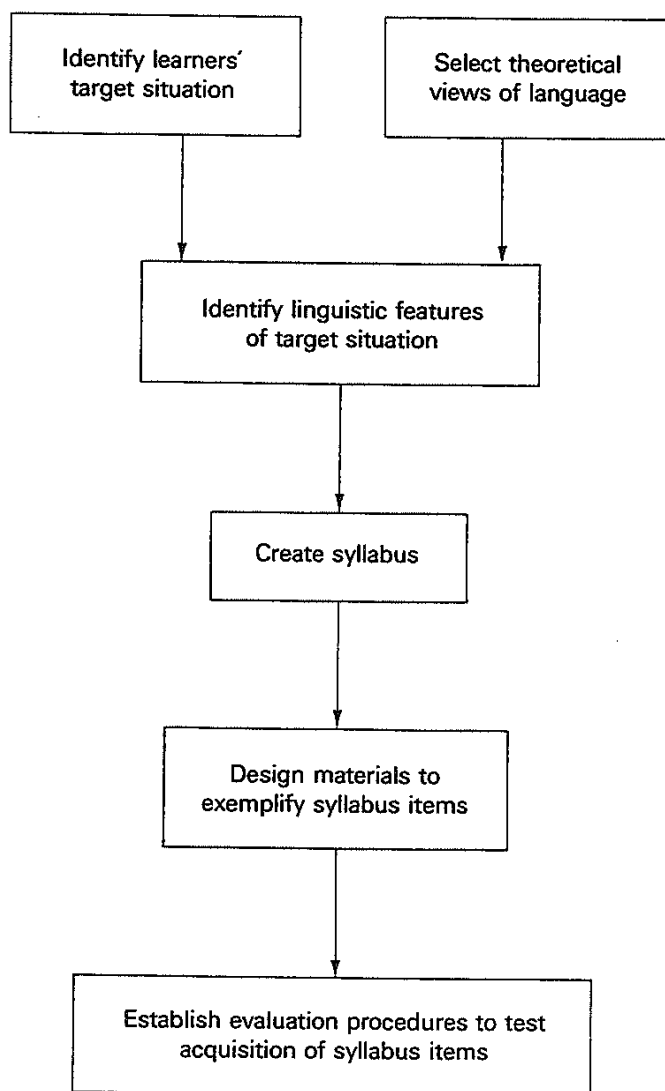 Identify learners'
target situation
Select theoretical
views of language
Identify linguistic features
of target situation
Create syllabus
Design materials to
exemplify syllabus items
Establish evaluation procedures to test
acquisition of syllabus items